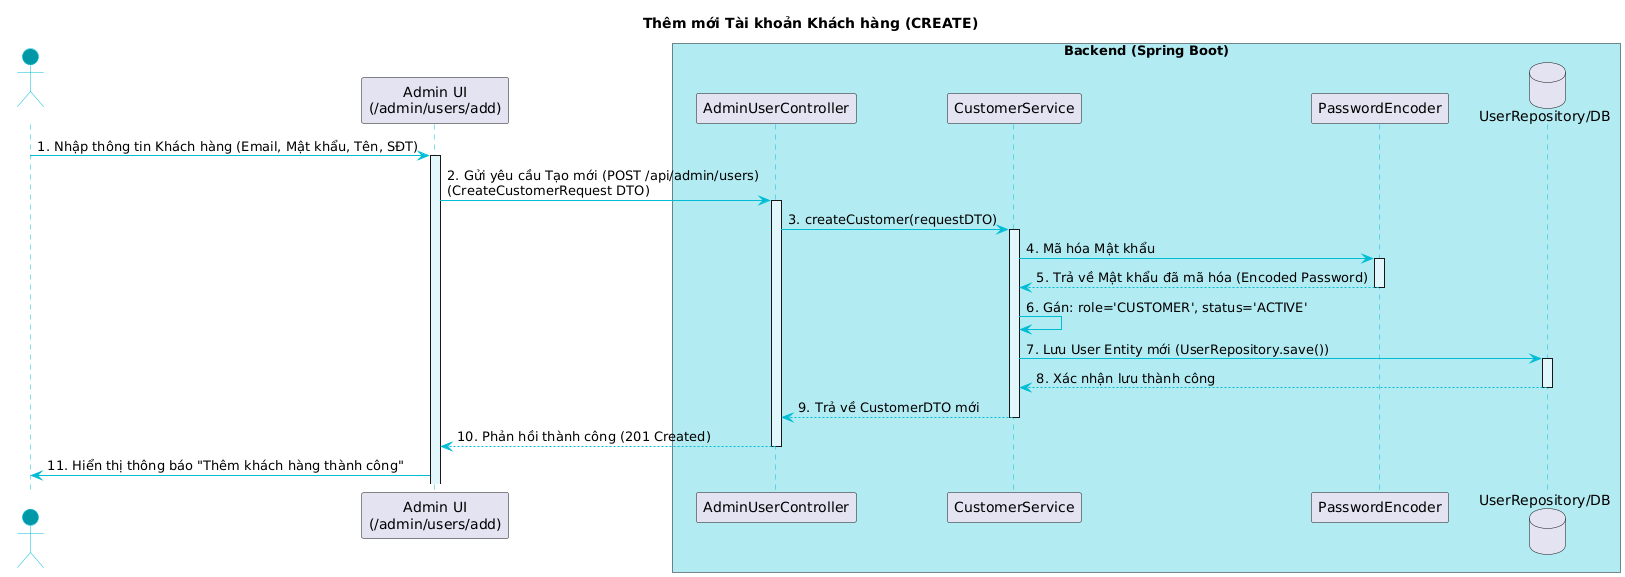 Thêm mới Tài khoản Khách hàng (CREATE)
Backend (Spring Boot)
Admin UI
(/admin/users/add)
AdminUserController
CustomerService
PasswordEncoder
UserRepository/DB
1. Nhập thông tin Khách hàng (Email, Mật khẩu, Tên, SĐT)
2. Gửi yêu cầu Tạo mới (POST /api/admin/users)
(CreateCustomerRequest DTO)
3. createCustomer(requestDTO)
4. Mã hóa Mật khẩu
5. Trả về Mật khẩu đã mã hóa (Encoded Password)
6. Gán: role='CUSTOMER', status='ACTIVE'
7. Lưu User Entity mới (UserRepository.save())
8. Xác nhận lưu thành công
9. Trả về CustomerDTO mới
10. Phản hồi thành công (201 Created)
11. Hiển thị thông báo "Thêm khách hàng thành công"
Admin UI
(/admin/users/add)
AdminUserController
CustomerService
PasswordEncoder
UserRepository/DB